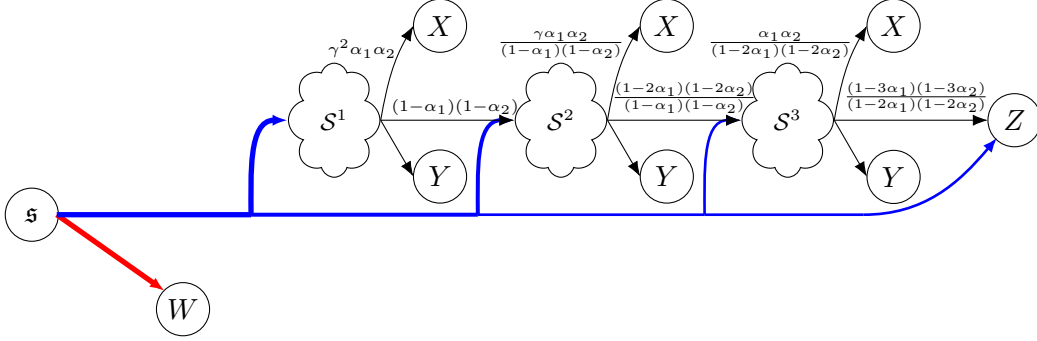 X X X
γ²α₁α₂ γα₁α₂/((1−α₁)(1−α₂)) α₁α₂/((1−2α₁)(1−2α₂))
𝒮¹ (1−α₁)(1−α₂) 𝒮² (1−2α₁)(1−2α₂)/((1−α₁)(1−α₂)) 𝒮³ (1−3α₁)(1−3α₂)/((1−2α₁)(1−2α₂)) Z
Y Y Y
𝔰
W